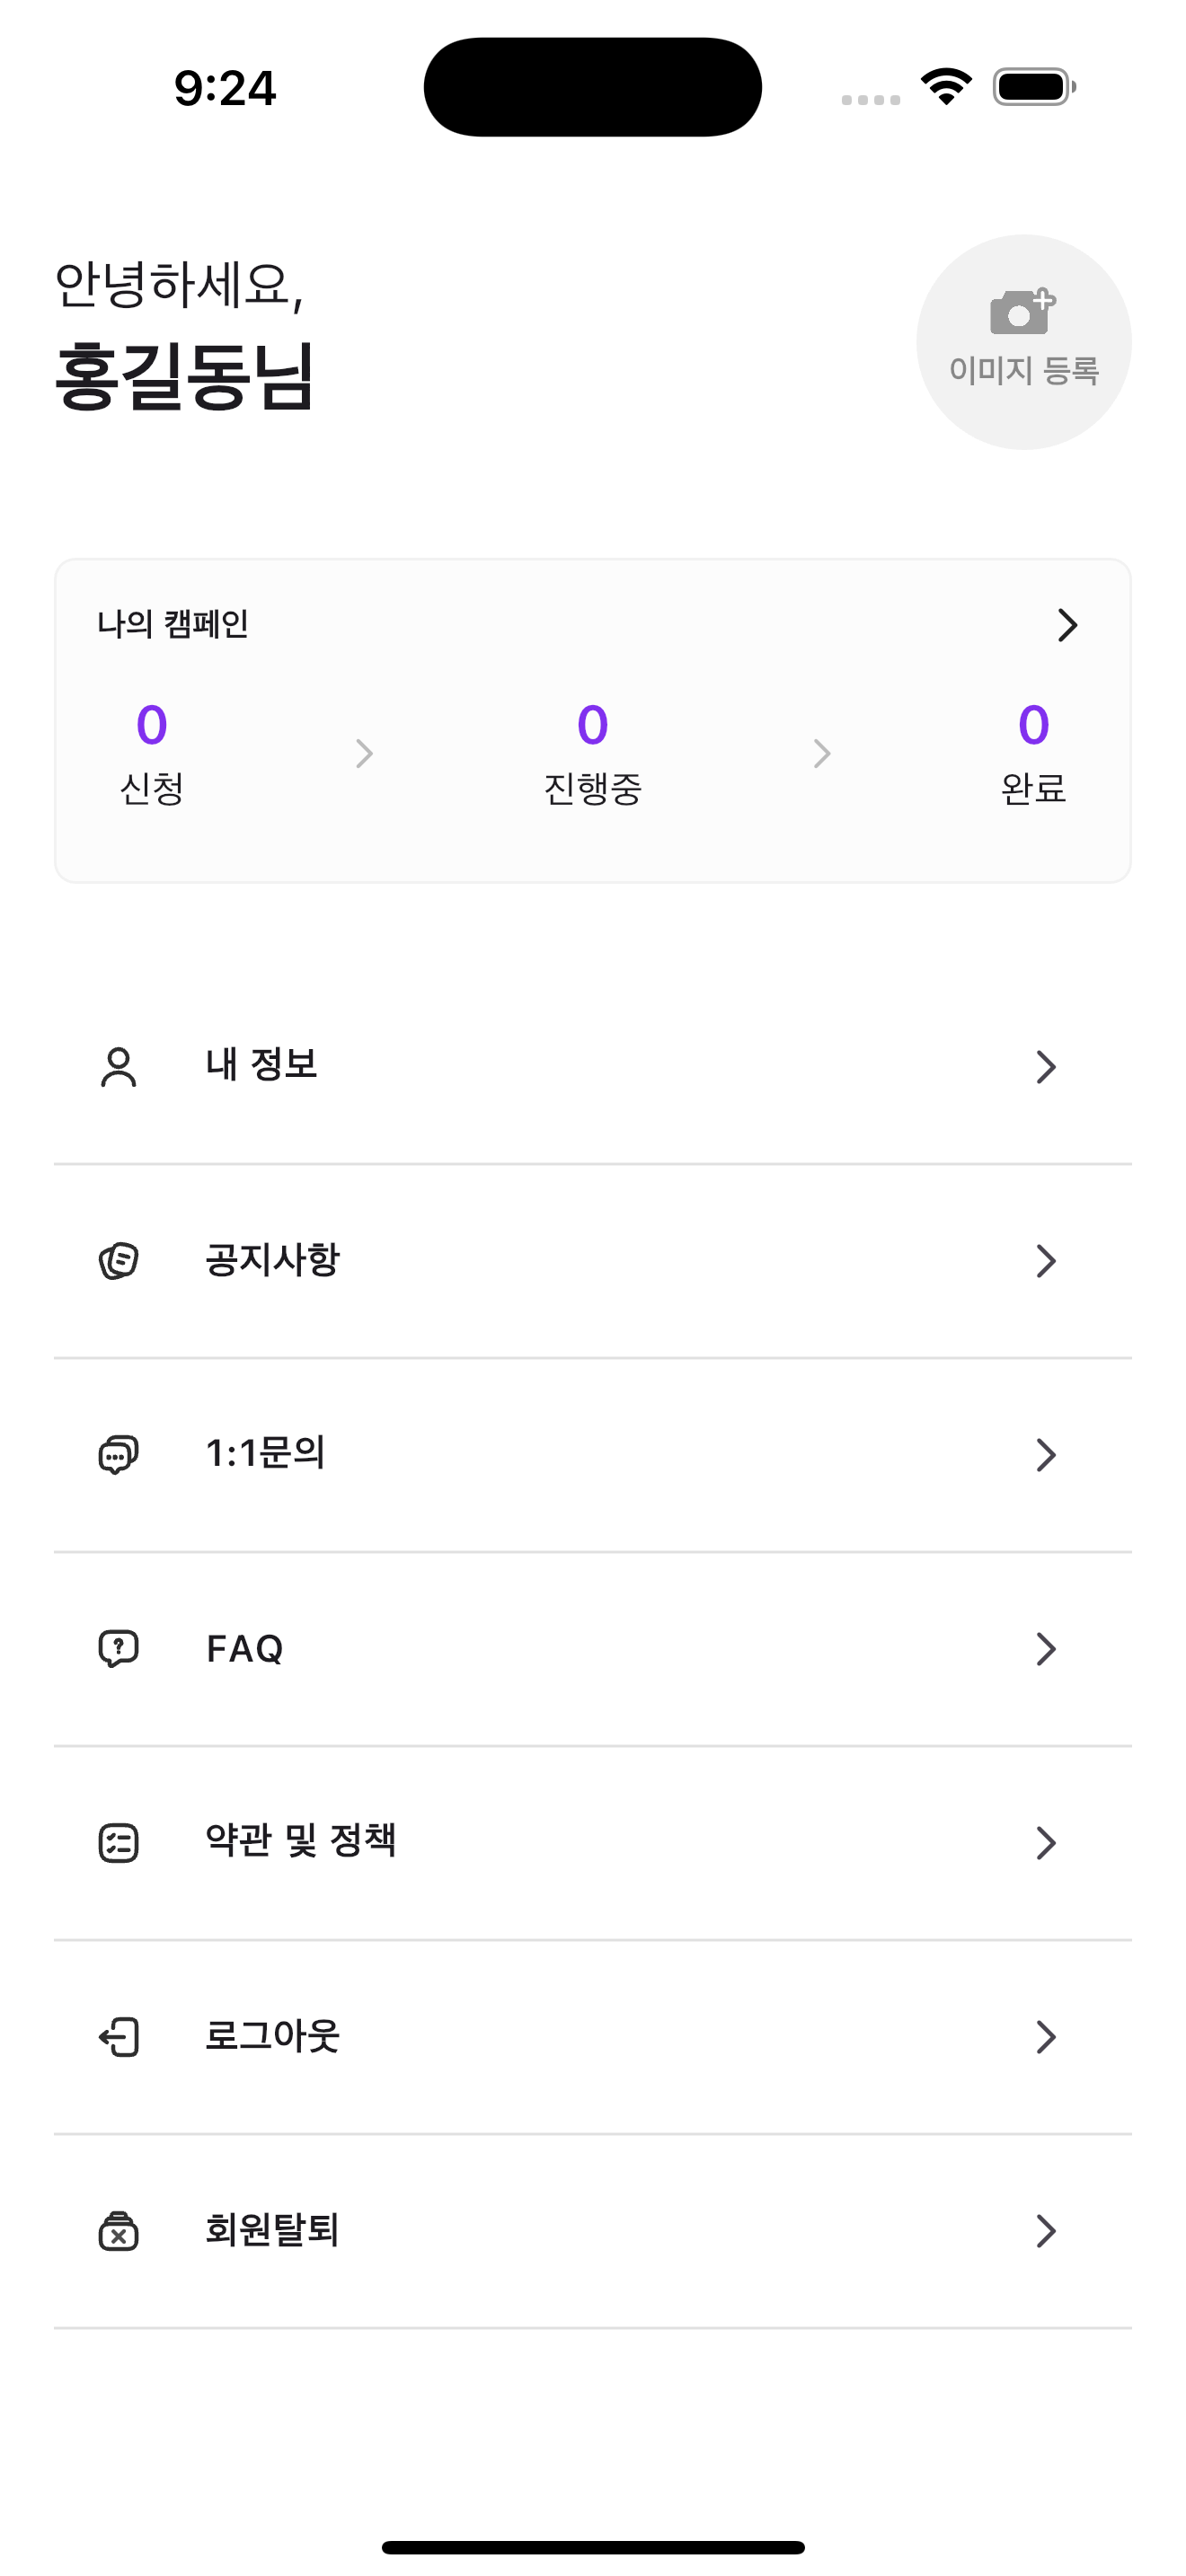 9:24
안녕하세요,
홍길동님
이미지 등록
나의 캠페인
0 0 0
신청 진행중 완료
내 정보
공지사항
1:1문의
FAQ
약관 및 정책
로그아웃
회원탈퇴